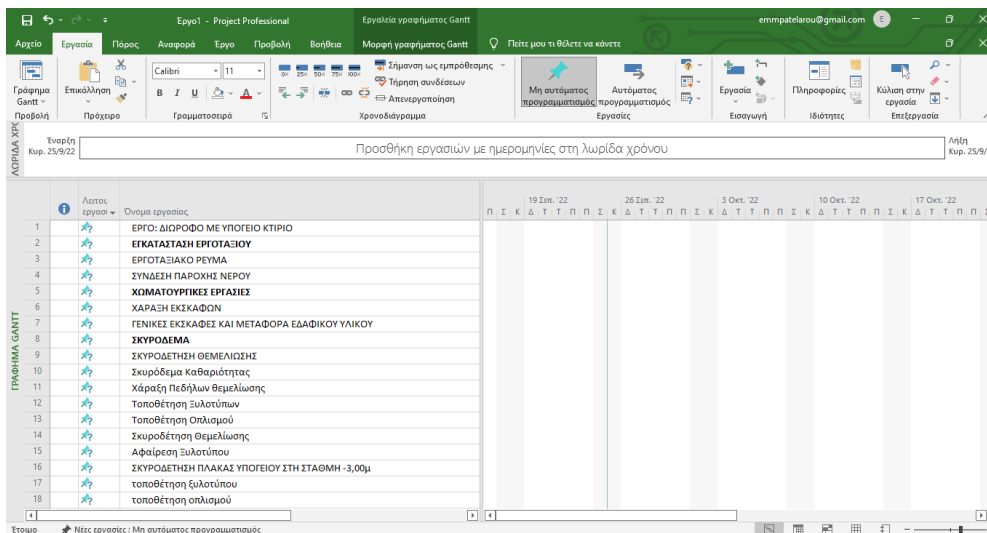 Έργο1 - Project Professional
Εργαλεία γραφήματος Gantt
emmpatelarou@gmail.com
E
Αρχείο Εργασία Πόρος Αναφορά Έργο Προβολή Βοήθεια Μορφή γραφήματος Gantt Πείτε μου τι θέλετε να κάνετε
Γράφημα Gantt
Προβολή
Επικόλληση
Πρόχειρο
Calibri 11
B I U A
Γραμματοσειρά
0× 25× 50× 75× 100×
Σήμανση ως εμπρόθεσμης
Τήρηση συνδέσεων
Απενεργοποίηση
Χρονοδιάγραμμα
Μη αυτόματος προγραμματισμός
Αυτόματος προγραμματισμός
Εργασίες
Εργασία
Εισαγωγή
Πληροφορίες
Ιδιότητες
Κύλιση στην εργασία
Επεξεργασία
ΛΩΡΙΔΑ ΧΡΟ
Έναρξη
Κυρ. 25/9/22
Προσθήκη εργασιών με ημερομηνίες στη λωρίδα χρόνου
Λήξη
Κυρ. 25/9/
Λειτου
εργασί Όνομα εργασίας
19 Σεπ. '22 26 Σεπ. '22 3 Οκτ. '22 10 Οκτ. '22 17 Οκτ. '22
Π Σ Κ Δ Τ Τ Π Π Σ Κ Δ Τ Τ Π Π Σ Κ Δ Τ Τ Π Π Σ Κ Δ Τ Τ Π Π Σ Κ Δ Τ Τ Π Π Σ
ΓΡΑΦΗΜΑ GANTT
1 ΕΡΓΟ: ΔΙΩΡΟΦΟ ΜΕ ΥΠΟΓΕΙΟ ΚΤΙΡΙΟ
2 ΕΓΚΑΤΑΣΤΑΣΗ ΕΡΓΟΤΑΞΙΟΥ
3 ΕΡΓΟΤΑΞΙΑΚΟ ΡΕΥΜΑ
4 ΣΥΝΔΕΣΗ ΠΑΡΟΧΗΣ ΝΕΡΟΥ
5 ΧΩΜΑΤΟΥΡΓΙΚΕΣ ΕΡΓΑΣΙΕΣ
6 ΧΑΡΑΞΗ ΕΚΣΚΑΦΩΝ
7 ΓΕΝΙΚΕΣ ΕΚΣΚΑΦΕΣ ΚΑΙ ΜΕΤΑΦΟΡΑ ΕΔΑΦΙΚΟΥ ΥΛΙΚΟΥ
8 ΣΚΥΡΟΔΕΜΑ
9 ΣΚΥΡΟΔΕΤΗΣΗ ΘΕΜΕΛΙΩΣΗΣ
10 Σκυρόδεμα Καθαριότητας
11 Χάραξη Πεδήλων θεμελίωσης
12 Τοποθέτηση Ξυλοτύπων
13 Τοποθέτηση Οπλισμού
14 Σκυροδέτηση Θεμελίωσης
15 Αφαίρεση Ξυλοτύπου
16 ΣΚΥΡΟΔΕΤΗΣΗ ΠΛΑΚΑΣ ΥΠΟΓΕΙΟΥ ΣΤΗ ΣΤΑΘΜΗ -3,00μ
17 τοποθέτηση ξυλοτύπου
18 τοποθέτηση οπλισμού
Έτοιμο Νέες εργασίες : Μη αυτόματος προγραμματισμός